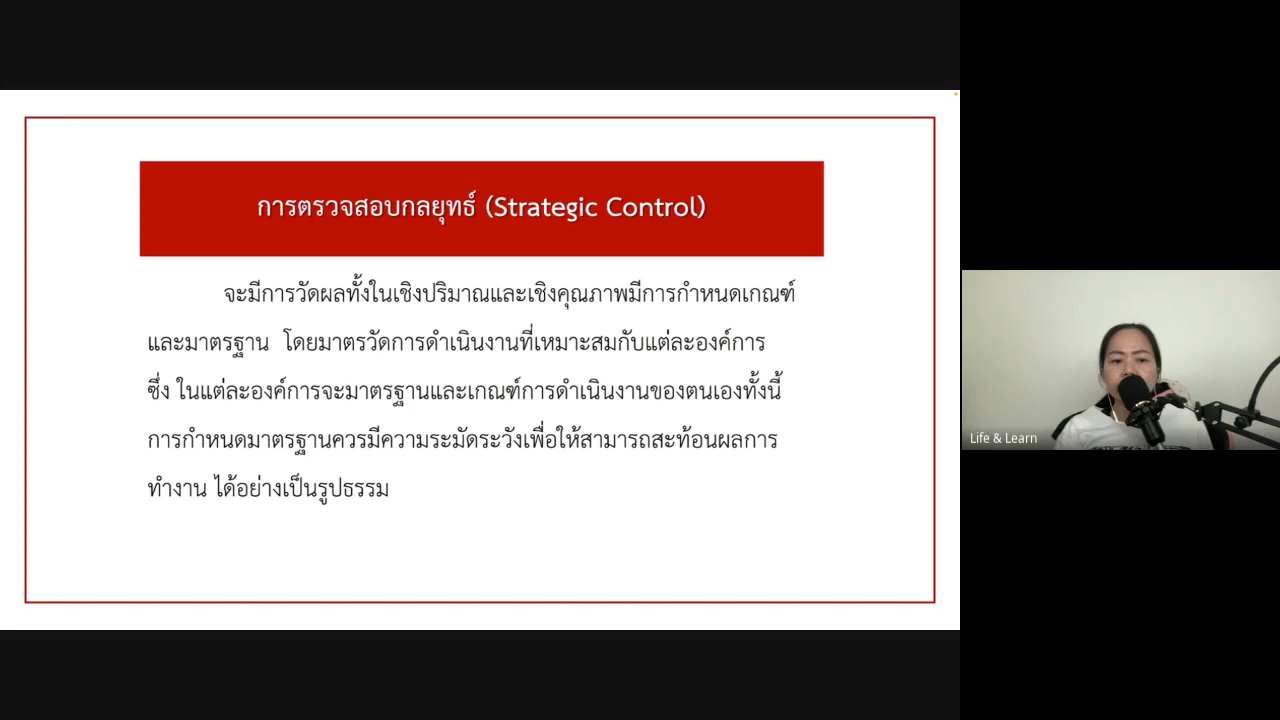 การตรวจสอบกลยุทธ์ (Strategic Control)
จะมีการวัดผลทั้งในเชิงปริมาณและเชิงคุณภาพมีการกำหนดเกณฑ์
และมาตรฐาน โดยมาตรวัดการดำเนินงานที่เหมาะสมกับแต่ละองค์การ
ซึ่ง ในแต่ละองค์การจะมาตรฐานและเกณฑ์การดำเนินงานของตนเองทั้งนี้
การกำหนดมาตรฐานควรมีความระมัดระวังเพื่อให้สามารถสะท้อนผลการ
ทำงาน ได้อย่างเป็นรูปธรรม
Life & Learn